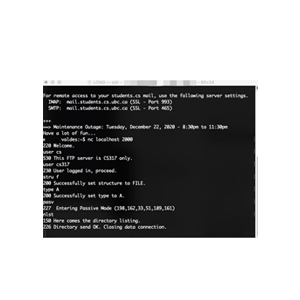 For remote access to your students.cs mail, use the following server settings.
IMAP: mail.students.cs.ubc.ca (SSL - Port 993)
SMTP: mail.students.cs.ubc.ca (SSL - Port 465)
***
==> Maintenance Outage: Tuesday, December 22, 2020 - 8:30pm to 11:30pm
Have a lot of fun...
valdes:~$ nc localhost 2000
220 Welcome.
user cs
530 This FTP server is CS317 only.
user cs317
230 User logged in, proceed.
stru f
200 Successfully set structure to FILE.
type A
200 Successfully set type to A.
pasv
227 Entering Passive Mode (198,162,33,51,189,161)
nlst
150 Here comes the directory listing.
226 Directory send OK. Closing data connection.